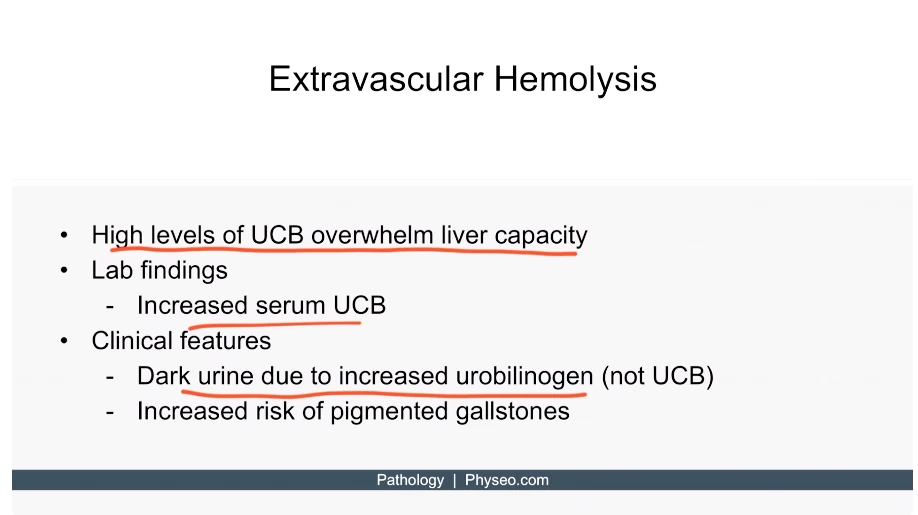 Extravascular Hemolysis
• High levels of UCB overwhelm liver capacity
• Lab findings
- Increased serum UCB
• Clinical features
- Dark urine due to increased urobilinogen (not UCB)
- Increased risk of pigmented gallstones
Pathology | Physeo.com